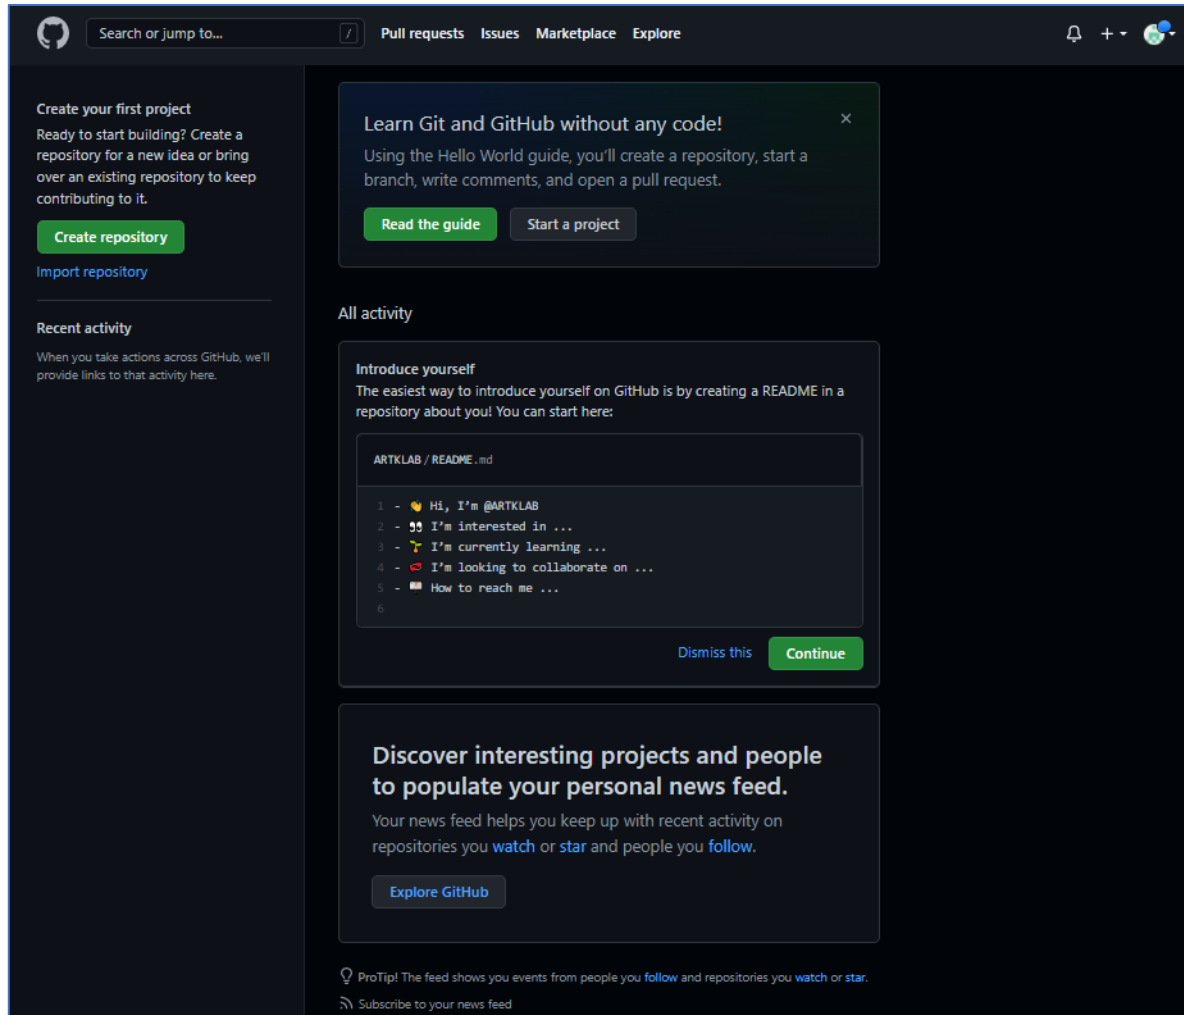 Search or jump to... /
Pull requests Issues Marketplace Explore
Create your first project
Ready to start building? Create a
repository for a new idea or bring
over an existing repository to keep
contributing to it.
Create repository
Import repository
Recent activity
When you take actions across GitHub, we'll
provide links to that activity here.
Learn Git and GitHub without any code!
Using the Hello World guide, you'll create a repository, start a
branch, write comments, and open a pull request.
Read the guide Start a project
All activity
Introduce yourself
The easiest way to introduce yourself on GitHub is by creating a README in a
repository about you! You can start here:
ARTKLAB / README.md
1 - 👋 Hi, I'm @ARTKLAB
2 - 👀 I'm interested in ...
3 - 🌱 I'm currently learning ...
4 - 💞️ I'm looking to collaborate on ...
5 - 📫 How to reach me ...
6
Dismiss this Continue
Discover interesting projects and people
to populate your personal news feed.
Your news feed helps you keep up with recent activity on
repositories you watch or star and people you follow.
Explore GitHub
ProTip! The feed shows you events from people you follow and repositories you watch or star.
Subscribe to your news feed